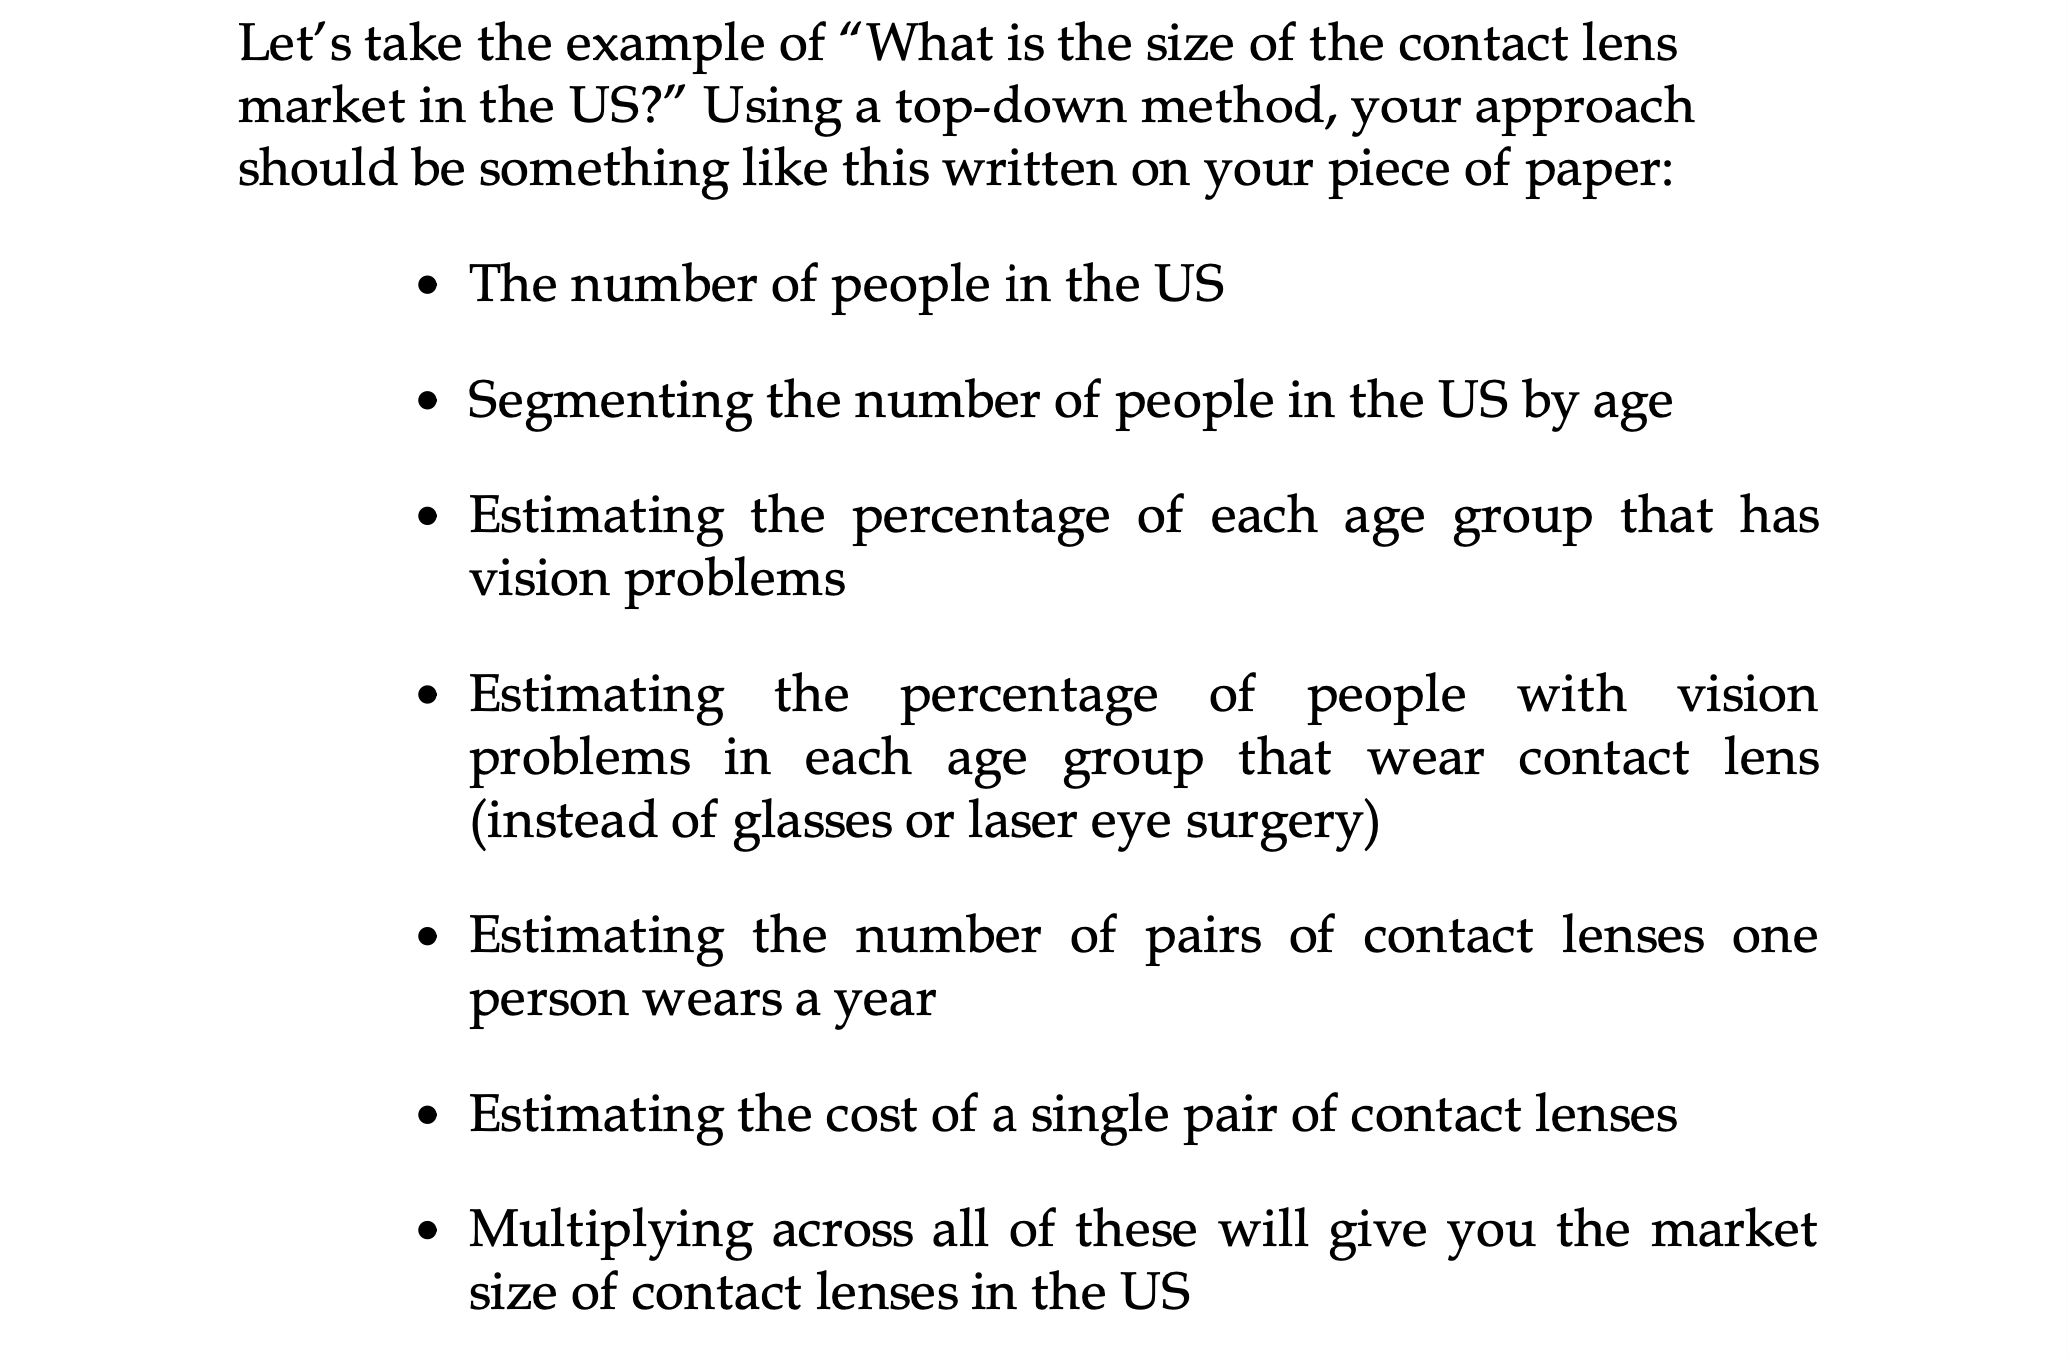 Let’s take the example of “What is the size of the contact lens
market in the US?” Using a top-down method, your approach
should be something like this written on your piece of paper:
• The number of people in the US
• Segmenting the number of people in the US by age
• Estimating the percentage of each age group that has
vision problems
• Estimating the percentage of people with vision
problems in each age group that wear contact lens
(instead of glasses or laser eye surgery)
• Estimating the number of pairs of contact lenses one
person wears a year
• Estimating the cost of a single pair of contact lenses
• Multiplying across all of these will give you the market
size of contact lenses in the US